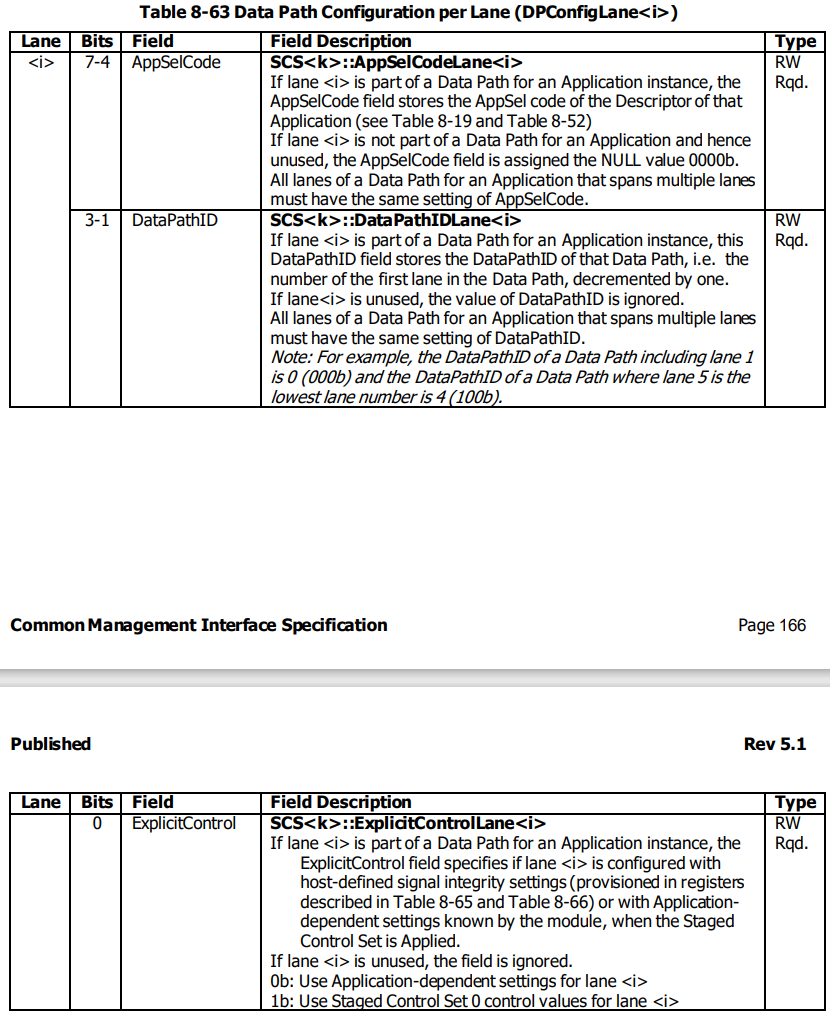 Table 8-63 Data Path Configuration per Lane (DPConfigLane<i>)
Lane Bits Field Field Description Type
<i> 7-4 AppSelCode SCS<k>::AppSelCodeLane<i> RW
If lane <i> is part of a Data Path for an Application instance, the Rqd.
AppSelCode field stores the AppSel code of the Descriptor of that
Application (see Table 8-19 and Table 8-52)
If lane <i> is not part of a Data Path for an Application and hence
unused, the AppSelCode field is assigned the NULL value 0000b.
All lanes of a Data Path for an Application that spans multiple lanes
must have the same setting of AppSelCode.
3-1 DataPathID SCS<k>::DataPathIDLane<i> RW
If lane <i> is part of a Data Path for an Application instance, this Rqd.
DataPathID field stores the DataPathID of that Data Path, i.e. the
number of the first lane in the Data Path, decremented by one.
If lane<i> is unused, the value of DataPathID is ignored.
All lanes of a Data Path for an Application that spans multiple lanes
must have the same setting of DataPathID.
Note: For example, the DataPathID of a Data Path including lane 1
is 0 (000b) and the DataPathID of a Data Path where lane 5 is the
lowest lane number is 4 (100b).
Common Management Interface Specification Page 166
Published Rev 5.1
Lane Bits Field Field Description Type
0 ExplicitControl SCS<k>::ExplicitControlLane<i> RW
If lane <i> is part of a Data Path for an Application instance, the Rqd.
ExplicitControl field specifies if lane <i> is configured with
host-defined signal integrity settings (provisioned in registers
described in Table 8-65 and Table 8-66) or with Application-
dependent settings known by the module, when the Staged
Control Set is Applied.
If lane <i> is unused, the field is ignored.
0b: Use Application-dependent settings for lane <i>
1b: Use Staged Control Set 0 control values for lane <i>